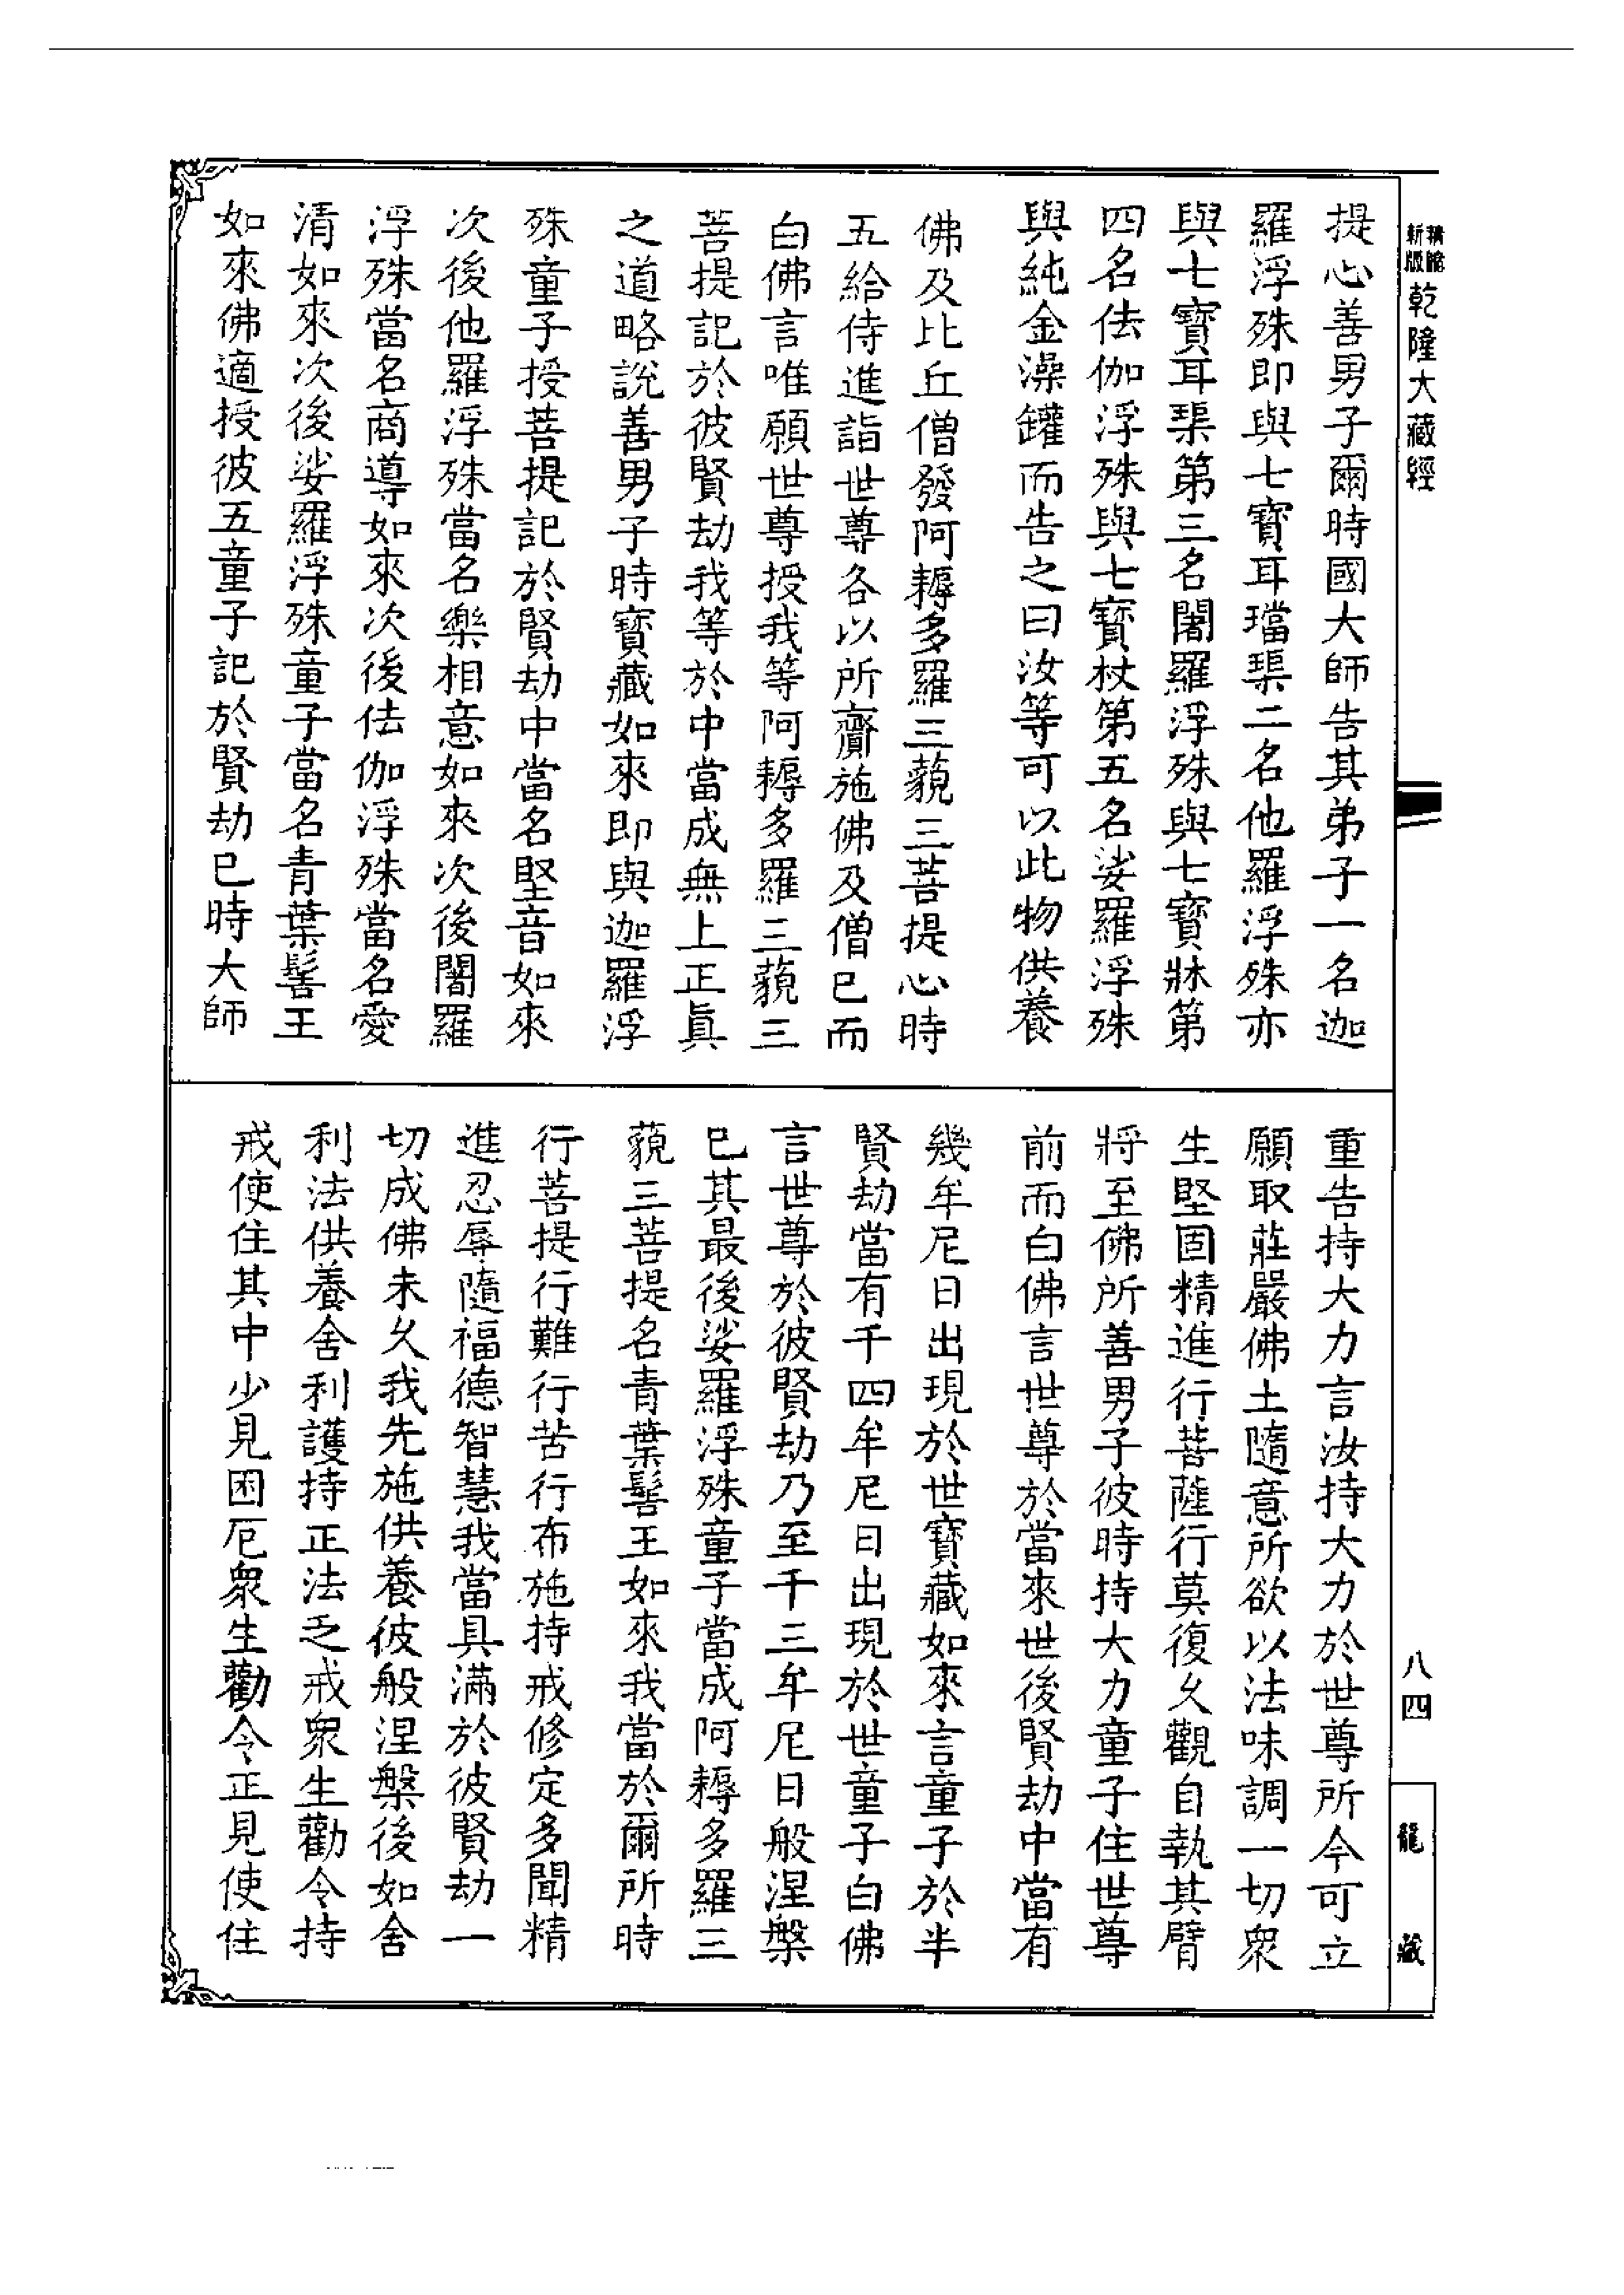 新版
乾隆大藏經
提心善男子爾時國大師告其弟子一名迦
羅浮殊即與七寶耳璫渠二名他羅浮殊亦
與七寶耳渠第三名闍羅浮殊與七寶牀第
四名佉伽浮殊與七寶杖第五名娑羅浮殊
與純金澡罐而告之曰汝等可以此物供養
佛及比丘僧發阿耨多羅三藐三菩提心時
五給侍進詣世尊各以所齎施佛及僧已而
白佛言唯願世尊授我等阿耨多羅三藐三
菩提記於彼賢劫我等於中當成無上正真
之道略說善男子時寶藏如來即與迦羅浮
殊童子授菩提記於賢劫中當名堅音如來
次後他羅浮殊當名樂相意如來次後闍羅
浮殊當名商導如來次後佉伽浮殊當名愛
清如來次後娑羅浮殊童子當名青葉髻王
如來佛適授彼五童子記於賢劫已時大師
重告持大力言汝持大力於世尊所今可立
願取莊嚴佛土隨意所欲以法味調一切眾
生堅固精進行菩薩行莫復久觀自執其臂
將至佛所善男子彼時持大力童子住世尊
前而白佛言世尊於當來世後賢劫中當有
幾牟尼日出現於世寶藏如來言童子於半
賢劫當有千四牟尼日出現於世童子白佛
言世尊於彼賢劫乃至千三牟尼日般涅槃
已其最後娑羅浮殊童子當成阿耨多羅三
藐三菩提名青葉髻王如來我當於爾所時
行菩提行難行苦行布施持戒修定多聞精
進忍辱隨福德智慧我當具滿於彼賢劫一
切成佛未久我先施供養彼般涅槃後如舍
利法供養舍利護持正法乏戒眾生勸令持
戒使住其中少見困厄眾生勸令正見使住
八四
龍藏